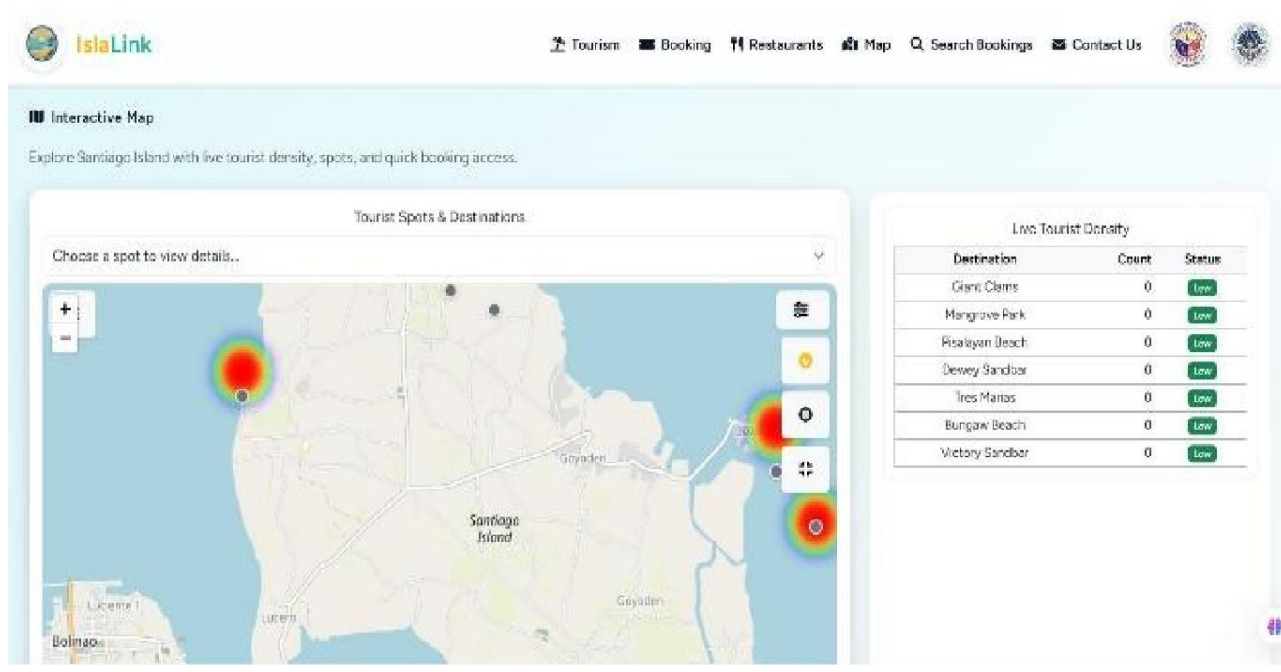 IslaLink
Tourism Booking Restaurants Map Search Bookings Contact Us
Interactive Map
Explore Santiago Island with live tourist density, spots, and quick booking access.
Tourist Spots & Destinations
Choose a spot to view details...
+
−
Goyoden
Santiago
Island
Goyoden
Lucero 1
Lucero
Bolinao
Live Tourist Density
Destination Count Status
Giant Clams 0 Low
Mangrove Park 0 Low
Pisalayan Beach 0 Low
Dewey Sandbar 0 Low
Tres Marias 0 Low
Bungaw Beach 0 Low
Victory Sandbar 0 Low